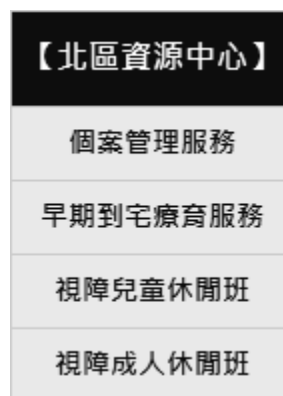 【北區資源中心】
個案管理服務
早期到宅療育服務
視障兒童休閒班
視障成人休閒班